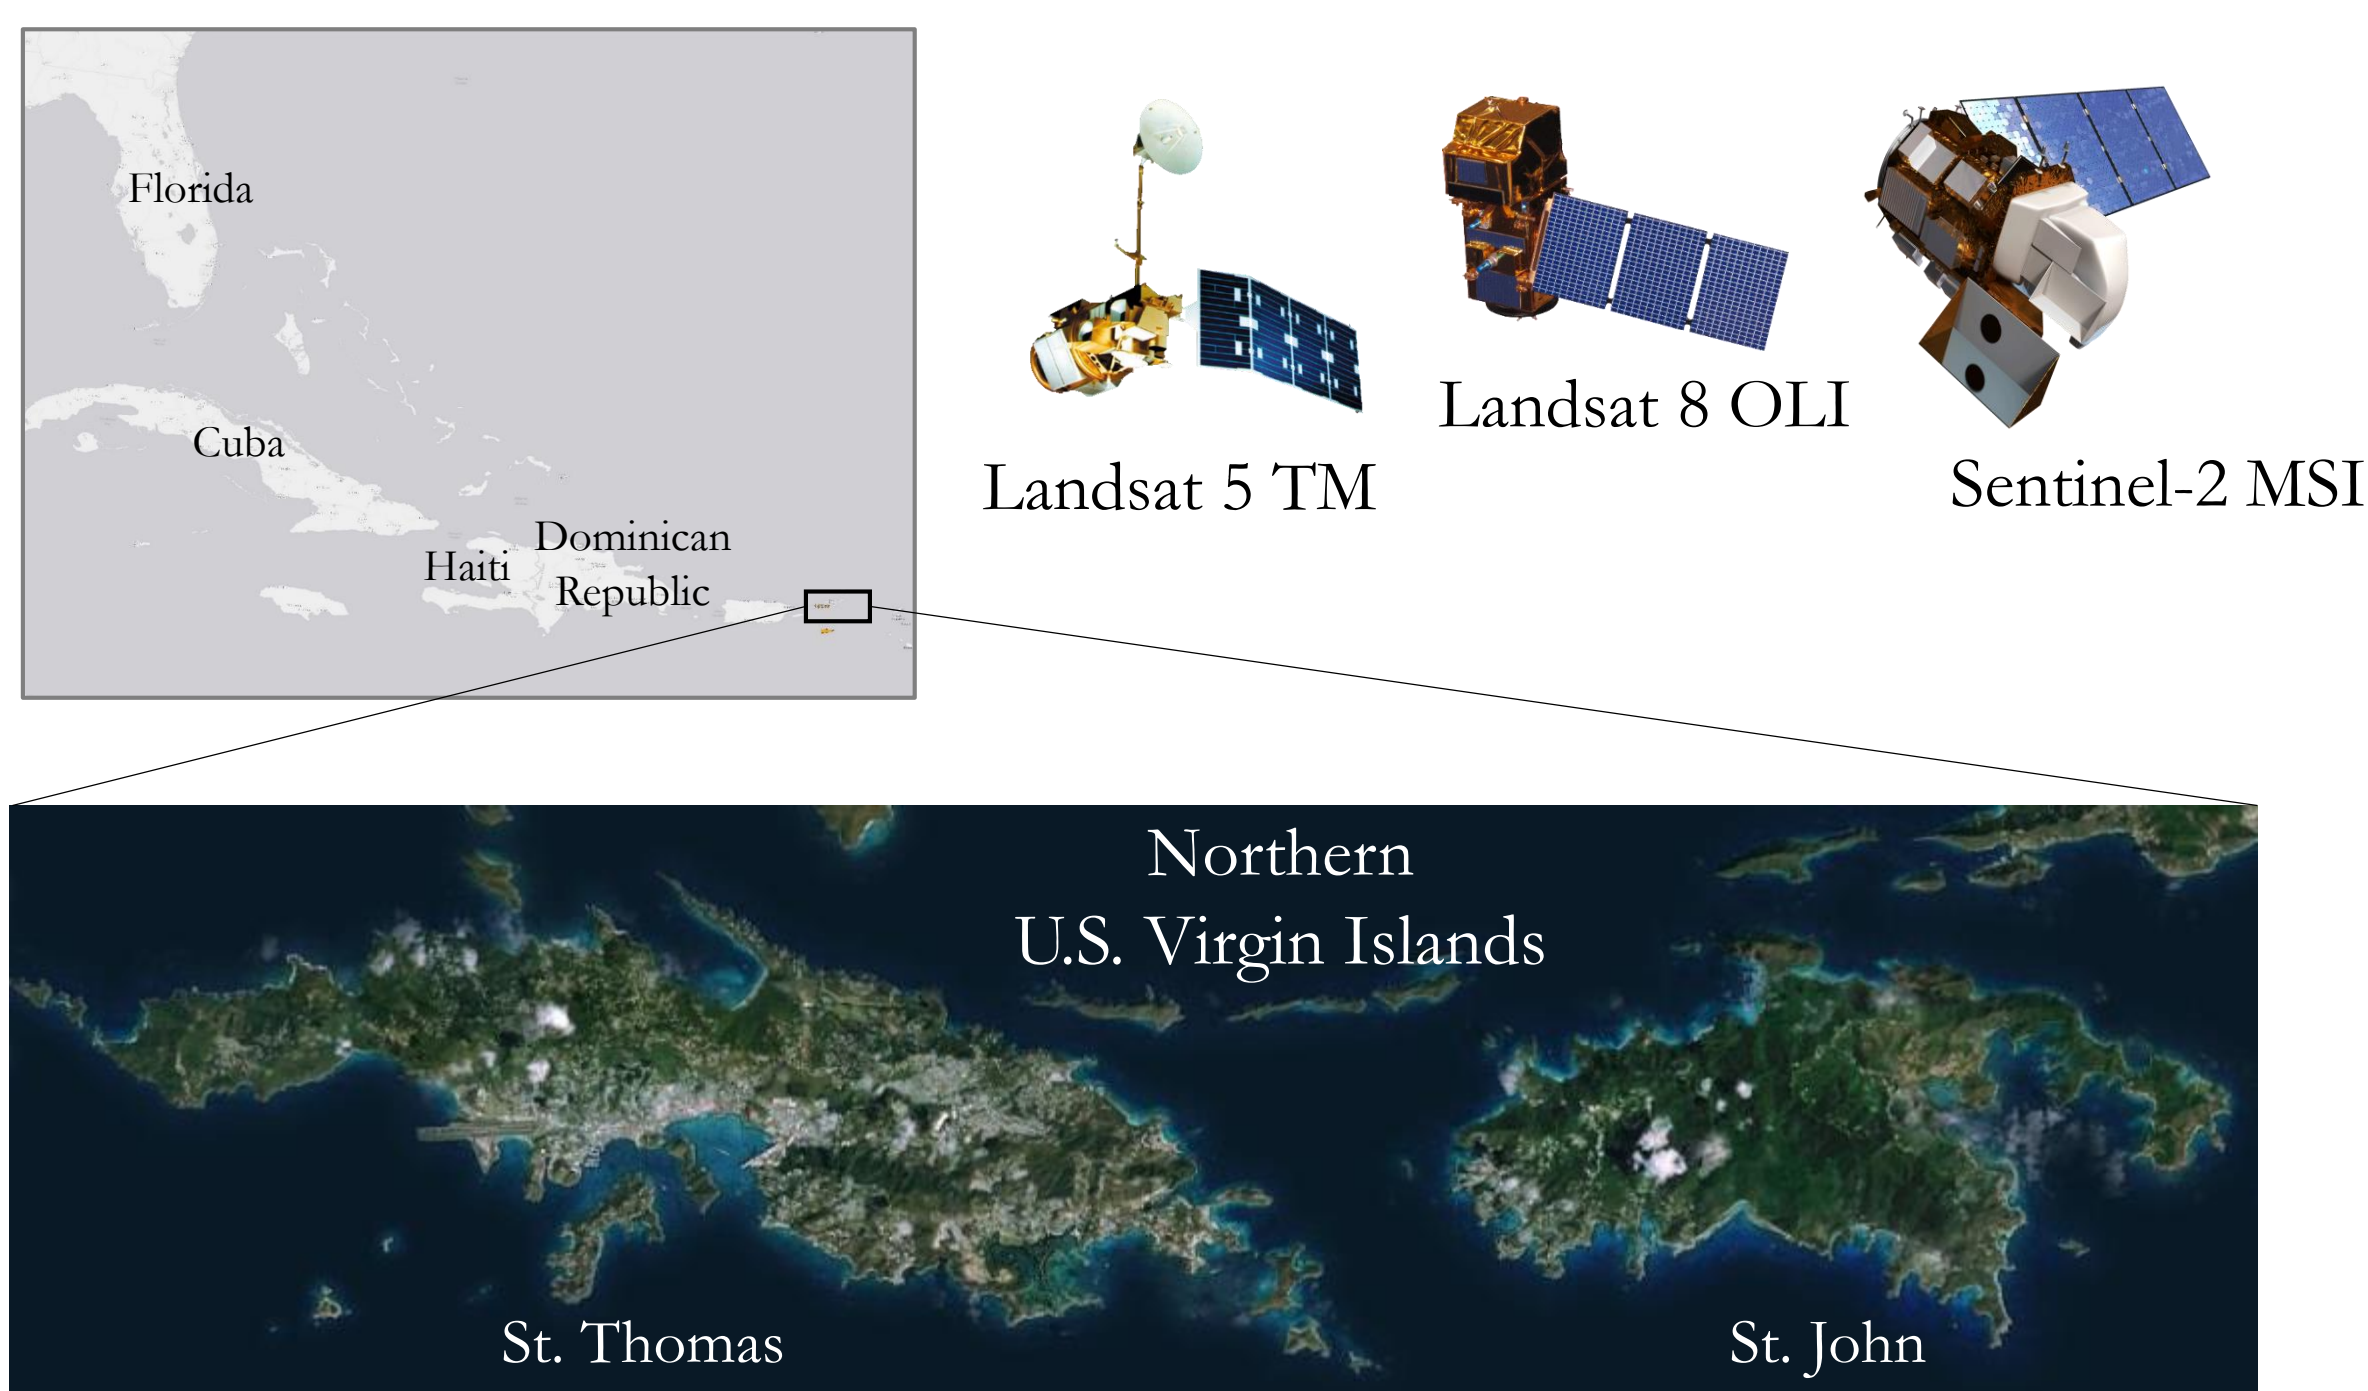 Florida
Cuba
Haiti
Dominican
Republic
Landsat 5 TM
Landsat 8 OLI
Sentinel-2 MSI
Northern
U.S. Virgin Islands
St. Thomas
St. John